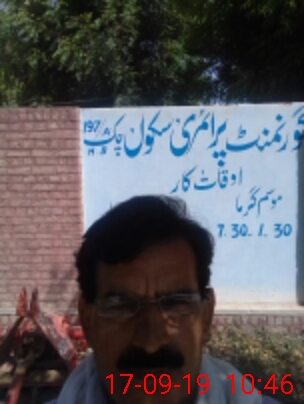 گورنمنٹ پرائمری سکول چک 197/
اوقات کار
موسم گرما
7.30-1.30
17-09-19 10:46